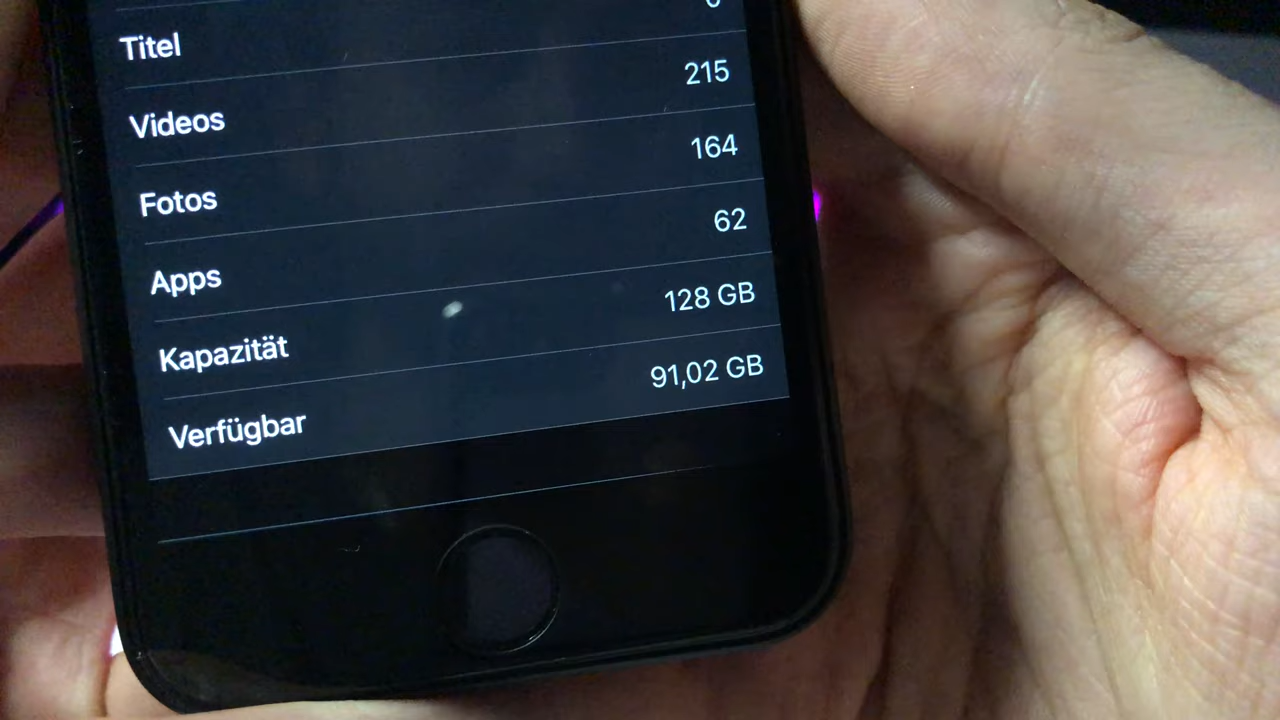 Titel
Videos 215
Fotos 164
Apps 62
Kapazität 128 GB
Verfügbar 91,02 GB